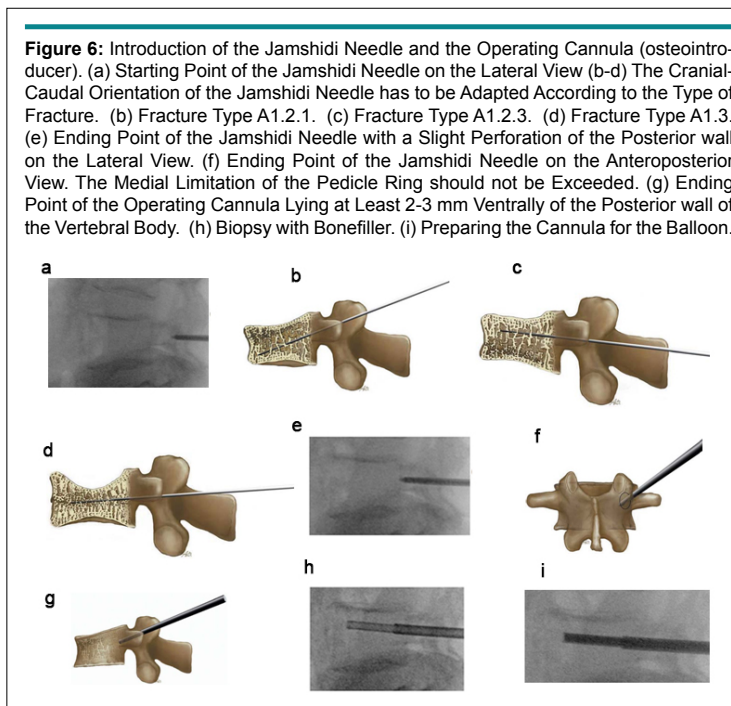 Figure 6: Introduction of the Jamshidi Needle and the Operating Cannula (osteointro-
ducer). (a) Starting Point of the Jamshidi Needle on the Lateral View (b-d) The Cranial-
Caudal Orientation of the Jamshidi Needle has to be Adapted According to the Type of
Fracture. (b) Fracture Type A1.2.1. (c) Fracture Type A1.2.3. (d) Fracture Type A1.3.
(e) Ending Point of the Jamshidi Needle with a Slight Perforation of the Posterior wall
on the Lateral View. (f) Ending Point of the Jamshidi Needle on the Anteroposterior
View. The Medial Limitation of the Pedicle Ring should not be Exceeded. (g) Ending
Point of the Operating Cannula Lying at Least 2-3 mm Ventrally of the Posterior wall of
the Vertebral Body. (h) Biopsy with Bonefiller. (i) Preparing the Cannula for the Balloon.
a
b
c
d
e
f
g
h
i